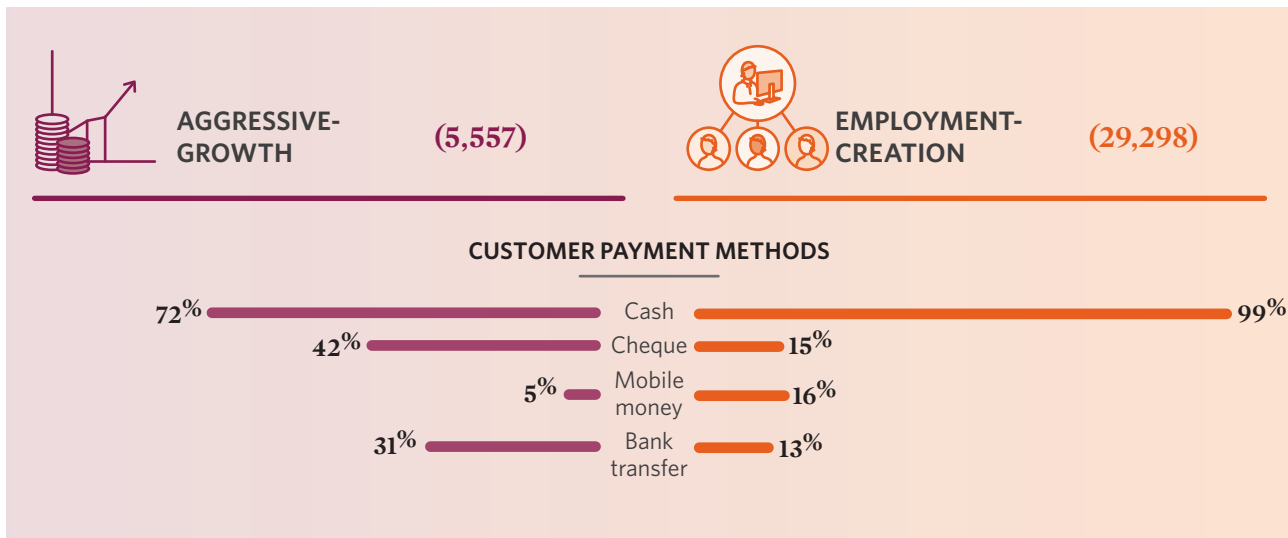 AGGRESSIVE-
GROWTH
(5,557)
EMPLOYMENT-
CREATION
(29,298)
CUSTOMER PAYMENT METHODS
72% Cash 99%
42% Cheque 15%
5% Mobile money 16%
31% Bank transfer 13%